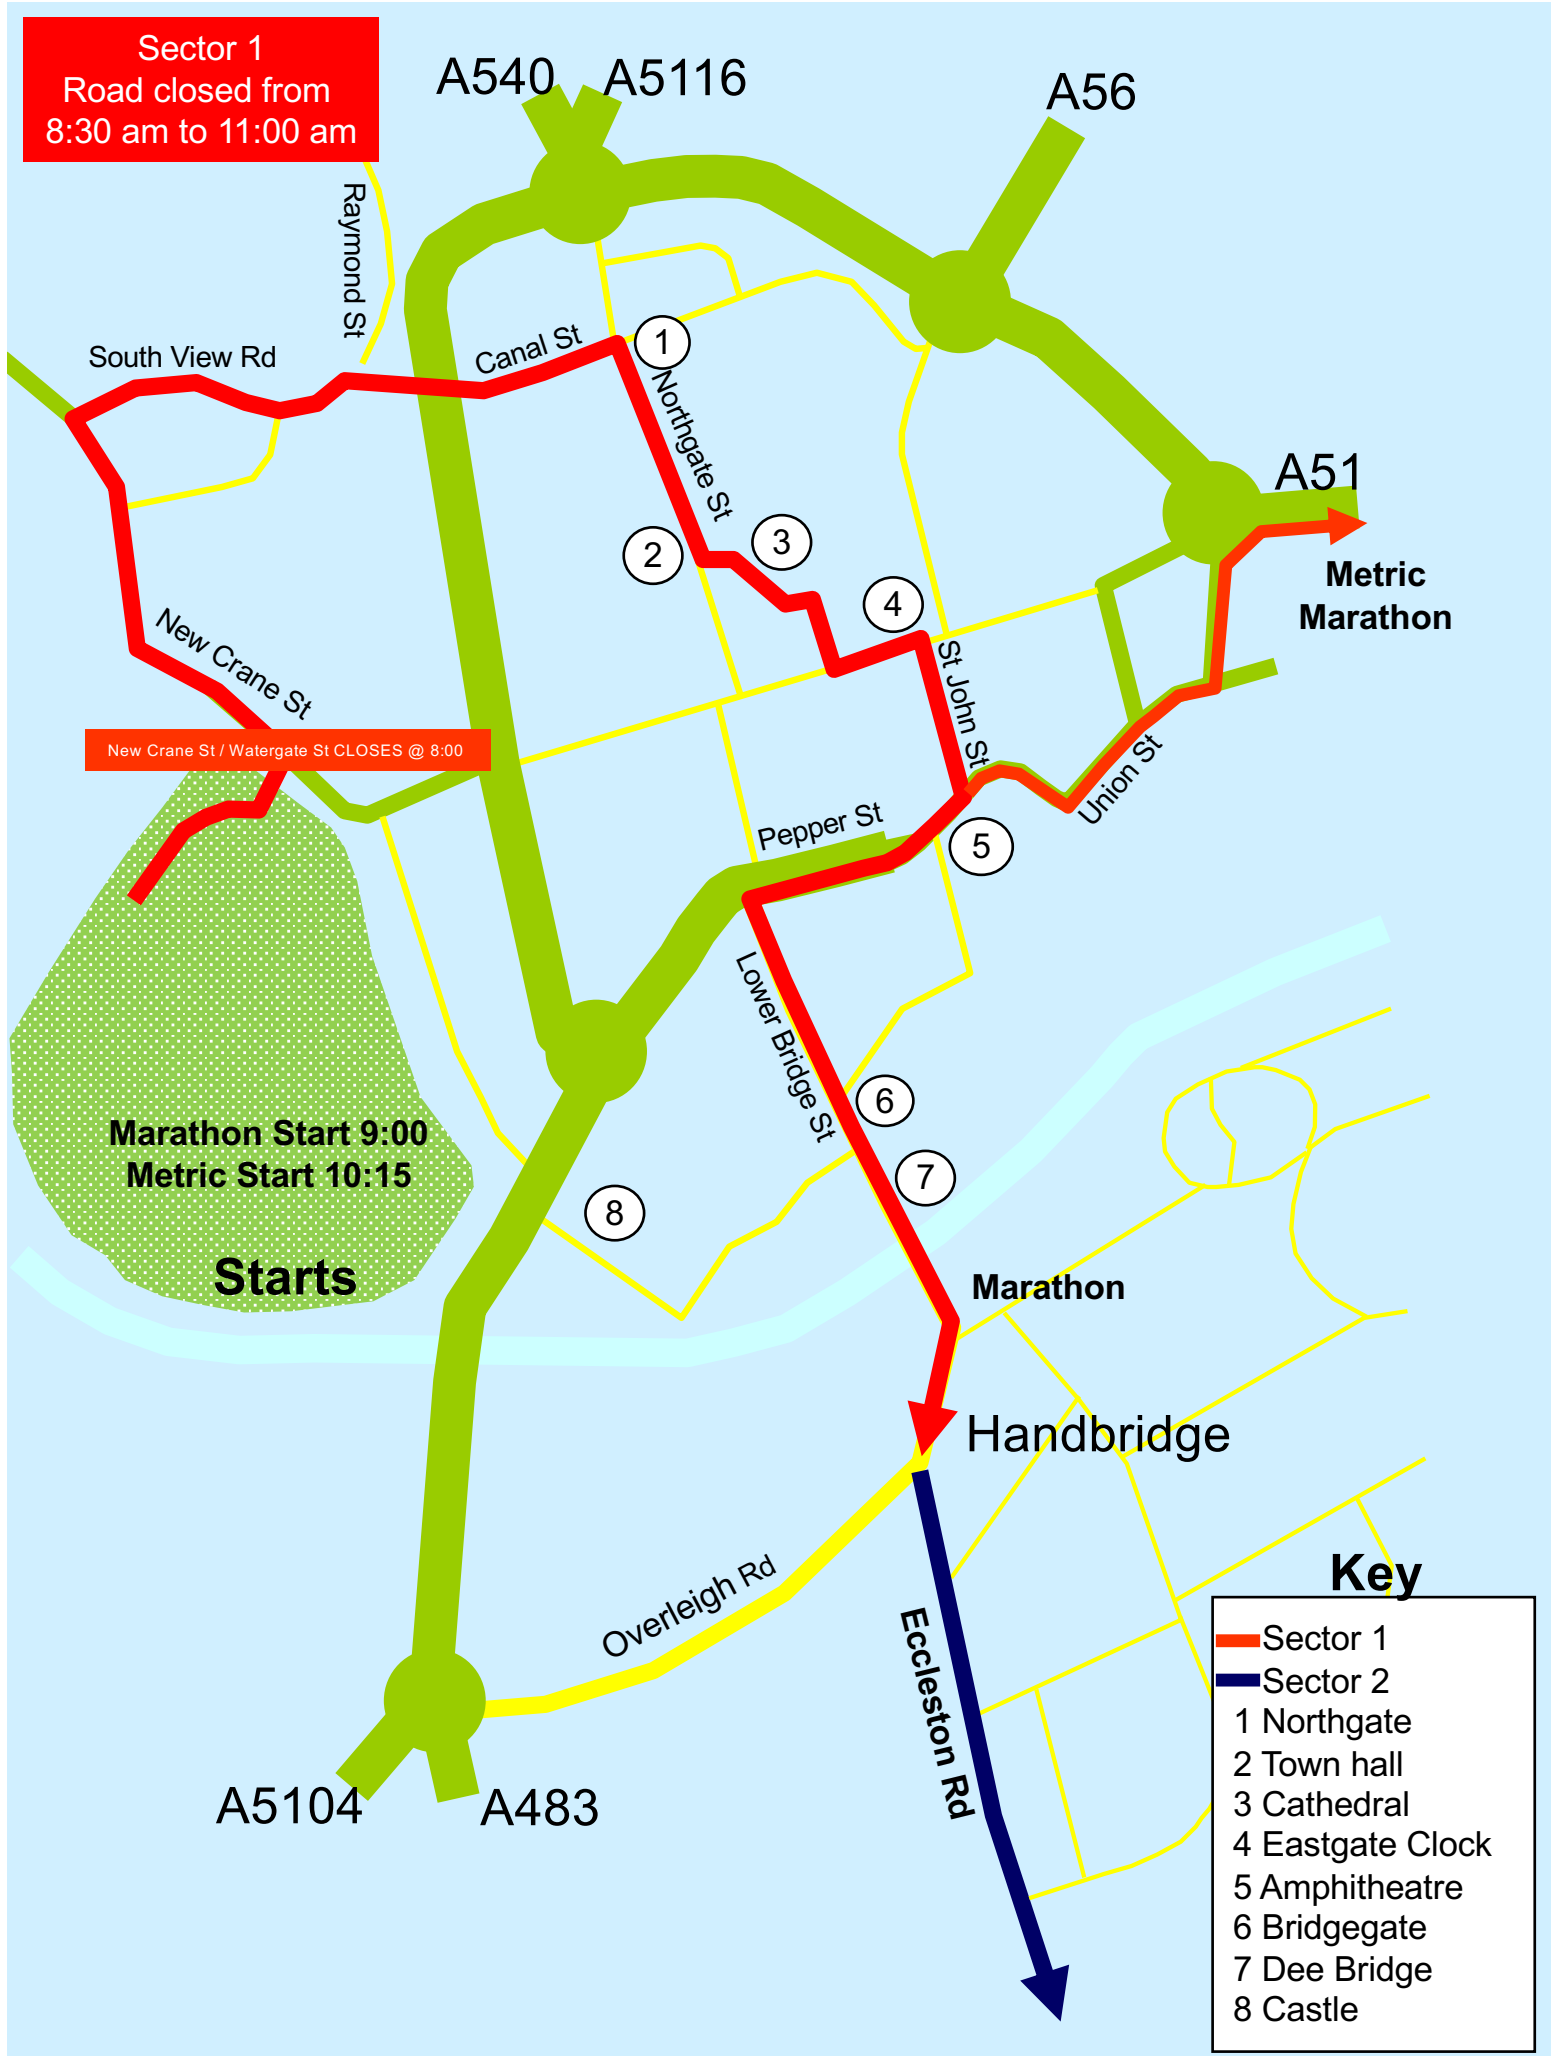 Sector 1
Road closed from
8:30 am to 11:00 am
A540
A5116
A56
Raymond St
South View Rd
Canal St
1
Northgate St
A51
2
3
4
Metric
Marathon
New Crane St
St John St
New Crane St / Watergate St CLOSES @ 8:00
Union St
Pepper St
5
Lower Bridge St
6
Marathon Start 9:00
Metric Start 10:15
7
8
Starts
Marathon
Handbridge
Overleigh Rd
Eccleston Rd
A5104
A483
Key
Sector 1
Sector 2
1 Northgate
2 Town hall
3 Cathedral
4 Eastgate Clock
5 Amphitheatre
6 Bridgegate
7 Dee Bridge
8 Castle